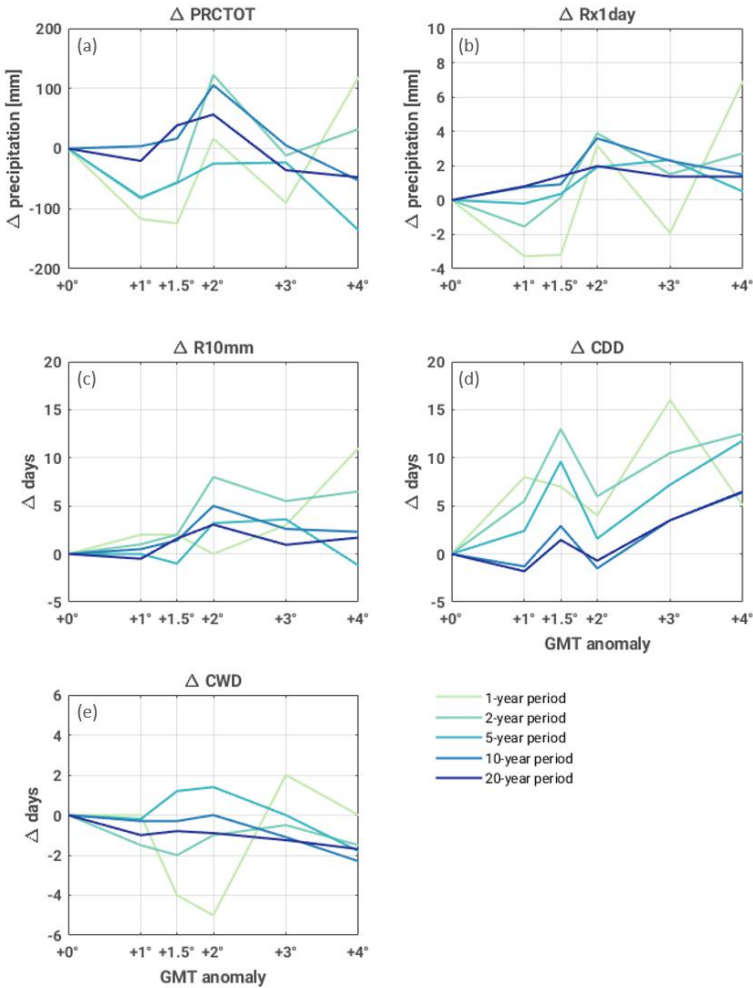 △ PRCTOT
(a)
△ precipitation [mm]
200
100
0
-100
-200
+0°
+1°
+1.5°
+2°
+3°
+4°
△ Rx1day
(b)
△ precipitation [mm]
10
8
6
4
2
0
-2
-4
+0°
+1°
+1.5°
+2°
+3°
+4°
△ R10mm
(c)
△ days
20
15
10
5
0
-5
+0°
+1°
+1.5°
+2°
+3°
+4°
△ CDD
(d)
△ days
20
15
10
5
0
-5
+0°
+1°
+1.5°
+2°
+3°
+4°
GMT anomaly
△ CWD
(e)
△ days
6
4
2
0
-2
-4
-6
+0°
+1°
+1.5°
+2°
+3°
+4°
GMT anomaly
1-year period
2-year period
5-year period
10-year period
20-year period